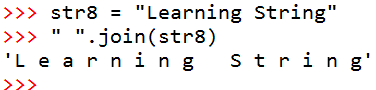 >>> str8 = "Learning String"
>>> " ".join(str8)
'L e a r n i n g   S t r i n g'
>>>